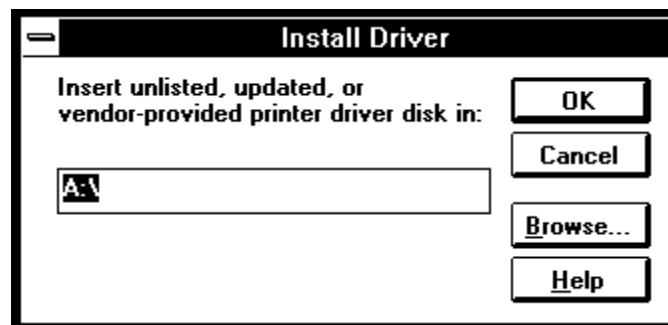 Install Driver
Insert unlisted, updated, or
vendor-provided printer driver disk in:
A:\
OK
Cancel
Browse...
Help